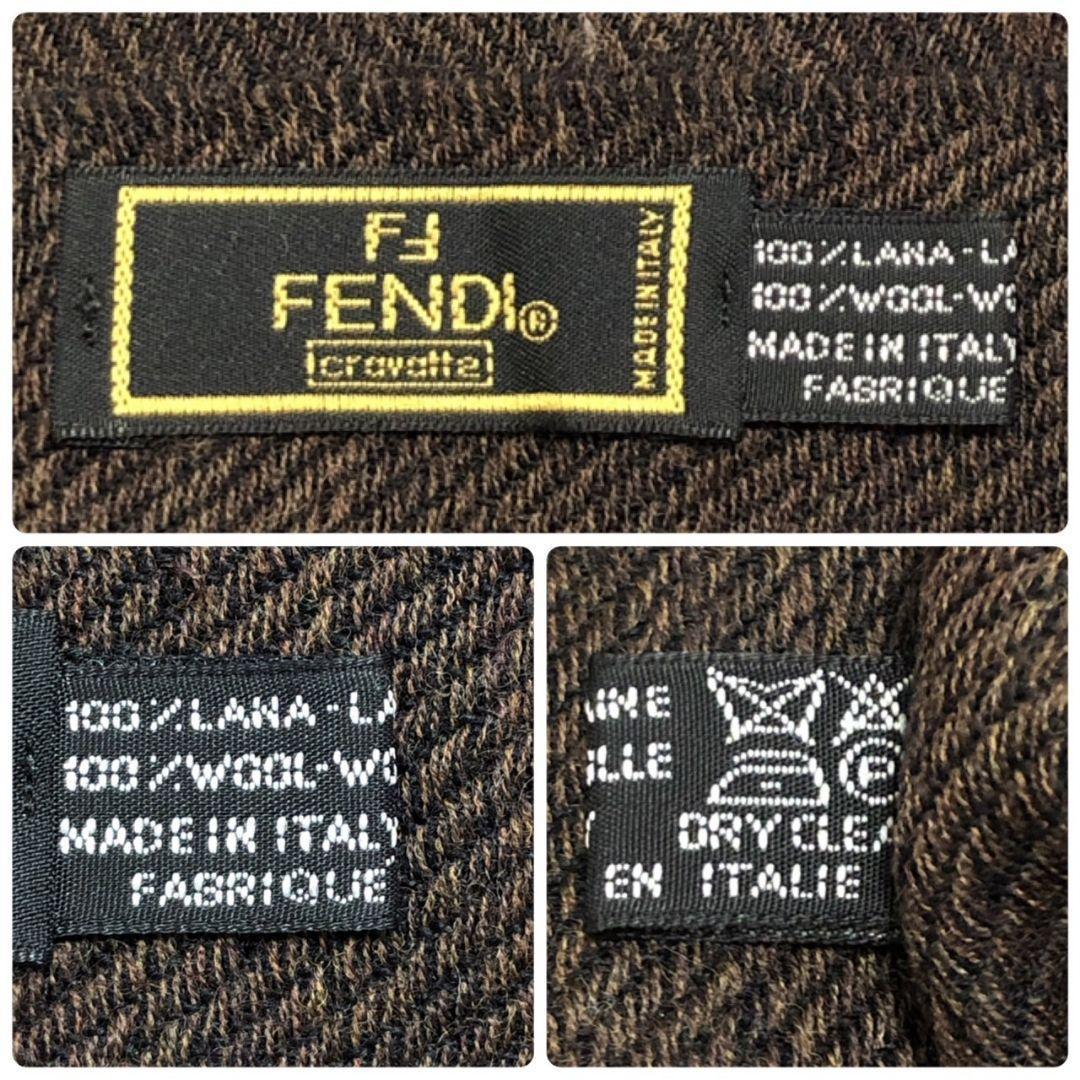 FF
FENDI®
cravatte
MADE IN ITALY
100%LANA-LA
100%WOOL-WO
MADE IN ITALY
FABRIQUE
100%LANA-LA
100%WOOL-WO
MADE IN ITALY
FABRIQUE
INE
LLE
DRY CLEA
EN ITALIE